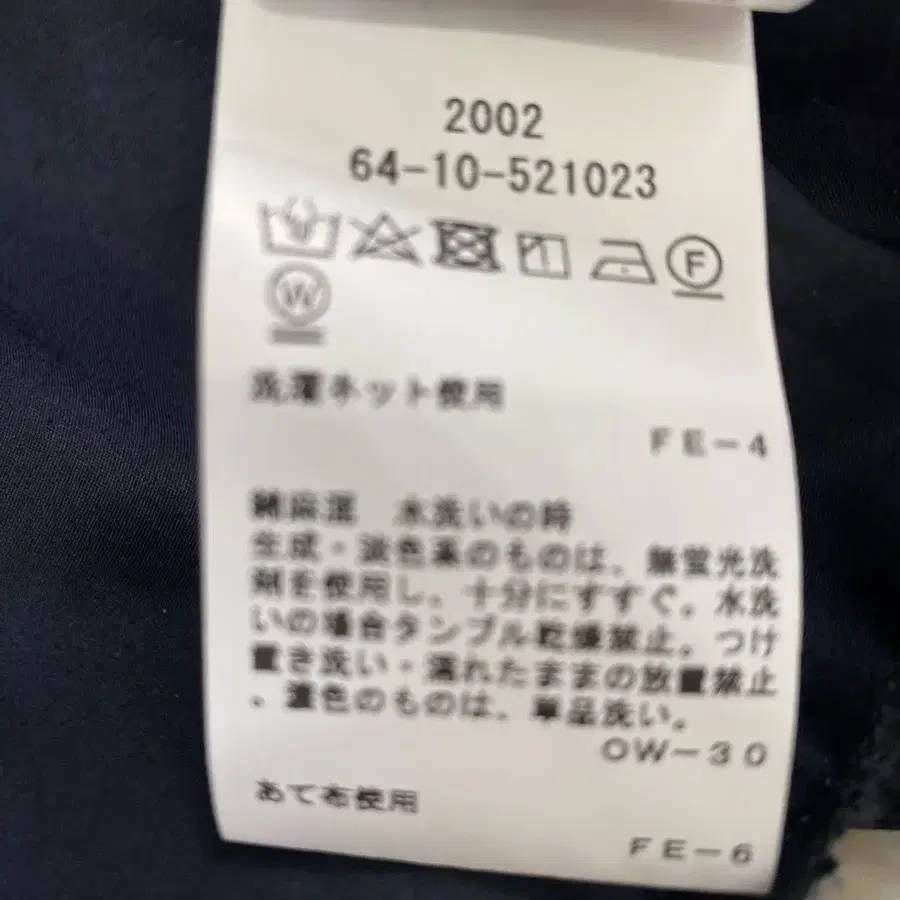 2002
64-10-521023
F
W
洗濯ネット使用
FE-4
綿麻混　水洗いの時
生成・淡色系のものは、無蛍光洗
剤を使用し、十分にすすぐ。水洗
いの場合タンブル乾燥禁止。つけ
置き洗い・濡れたままの放置禁止
。濃色のものは、単品洗い。
OW-30
あて布使用
FE-6